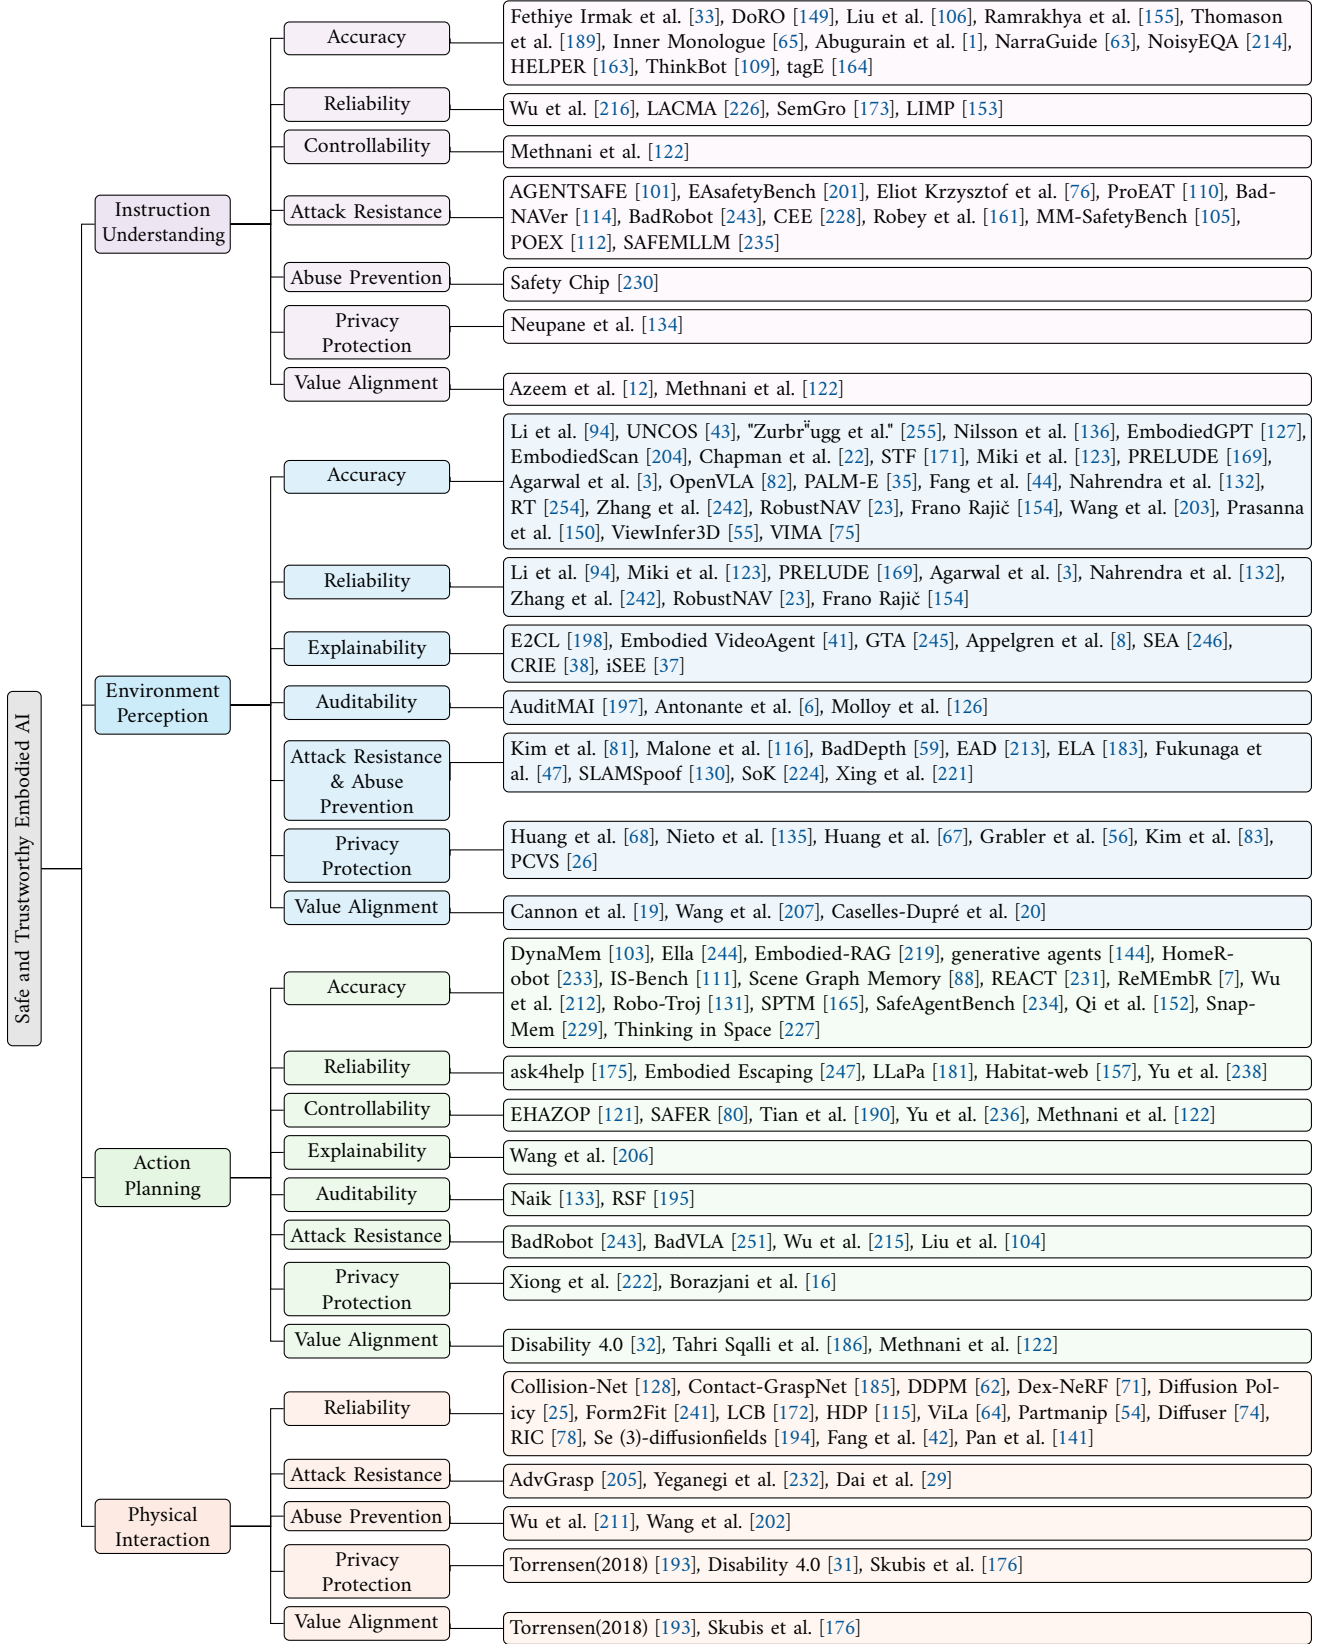 Safe and Trustworthy Embodied AI
Instruction
Understanding
Accuracy
Fethiye Irmak et al. [33], DoRO [149], Liu et al. [106], Ramrakhya et al. [155], Thomason
et al. [189], Inner Monologue [65], Abugurain et al. [1], NarraGuide [63], NoisyEQA [214],
HELPER [163], ThinkBot [109], tagE [164]
Reliability
Wu et al. [216], LACMA [226], SemGro [173], LIMP [153]
Controllability
Methnani et al. [122]
Attack Resistance
AGENTSAFE [101], EAsafetyBench [201], Eliot Krzysztof et al. [76], ProEAT [110], Bad-
NAVer [114], BadRobot [243], CEE [228], Robey et al. [161], MM-SafetyBench [105],
POEX [112], SAFEMLLM [235]
Abuse Prevention
Safety Chip [230]
Privacy
Protection
Neupane et al. [134]
Value Alignment
Azeem et al. [12], Methnani et al. [122]
Environment
Perception
Accuracy
Li et al. [94], UNCOS [43], "Zurbr̈ugg et al." [255], Nilsson et al. [136], EmbodiedGPT [127],
EmbodiedScan [204], Chapman et al. [22], STF [171], Miki et al. [123], PRELUDE [169],
Agarwal et al. [3], OpenVLA [82], PALM-E [35], Fang et al. [44], Nahrendra et al. [132],
RT [254], Zhang et al. [242], RobustNAV [23], Frano Rajič [154], Wang et al. [203], Prasanna
et al. [150], ViewInfer3D [55], VIMA [75]
Reliability
Li et al. [94], Miki et al. [123], PRELUDE [169], Agarwal et al. [3], Nahrendra et al. [132],
Zhang et al. [242], RobustNAV [23], Frano Rajič [154]
Explainability
E2CL [198], Embodied VideoAgent [41], GTA [245], Appelgren et al. [8], SEA [246],
CRIE [38], iSEE [37]
Auditability
AuditMAI [197], Antonante et al. [6], Molloy et al. [126]
Attack Resistance
& Abuse
Prevention
Kim et al. [81], Malone et al. [116], BadDepth [59], EAD [213], ELA [183], Fukunaga et
al. [47], SLAMSpoof [130], SoK [224], Xing et al. [221]
Privacy
Protection
Huang et al. [68], Nieto et al. [135], Huang et al. [67], Grabler et al. [56], Kim et al. [83],
PCVS [26]
Value Alignment
Cannon et al. [19], Wang et al. [207], Caselles-Dupré et al. [20]
Action
Planning
Accuracy
DynaMem [103], Ella [244], Embodied-RAG [219], generative agents [144], HomeR-
obot [233], IS-Bench [111], Scene Graph Memory [88], REACT [231], ReMEmbR [7], Wu
et al. [212], Robo-Troj [131], SPTM [165], SafeAgentBench [234], Qi et al. [152], Snap-
Mem [229], Thinking in Space [227]
Reliability
ask4help [175], Embodied Escaping [247], LLaPa [181], Habitat-web [157], Yu et al. [238]
Controllability
EHAZOP [121], SAFER [80], Tian et al. [190], Yu et al. [236], Methnani et al. [122]
Explainability
Wang et al. [206]
Auditability
Naik [133], RSF [195]
Attack Resistance
BadRobot [243], BadVLA [251], Wu et al. [215], Liu et al. [104]
Privacy
Protection
Xiong et al. [222], Borazjani et al. [16]
Value Alignment
Disability 4.0 [32], Tahri Sqalli et al. [186], Methnani et al. [122]
Physical
Interaction
Reliability
Collision-Net [128], Contact-GraspNet [185], DDPM [62], Dex-NeRF [71], Diffusion Pol-
icy [25], Form2Fit [241], LCB [172], HDP [115], ViLa [64], Partmanip [54], Diffuser [74],
RIC [78], Se (3)-diffusionfields [194], Fang et al. [42], Pan et al. [141]
Attack Resistance
AdvGrasp [205], Yeganegi et al. [232], Dai et al. [29]
Abuse Prevention
Wu et al. [211], Wang et al. [202]
Privacy
Protection
Torrensen(2018) [193], Disability 4.0 [31], Skubis et al. [176]
Value Alignment
Torrensen(2018) [193], Skubis et al. [176]